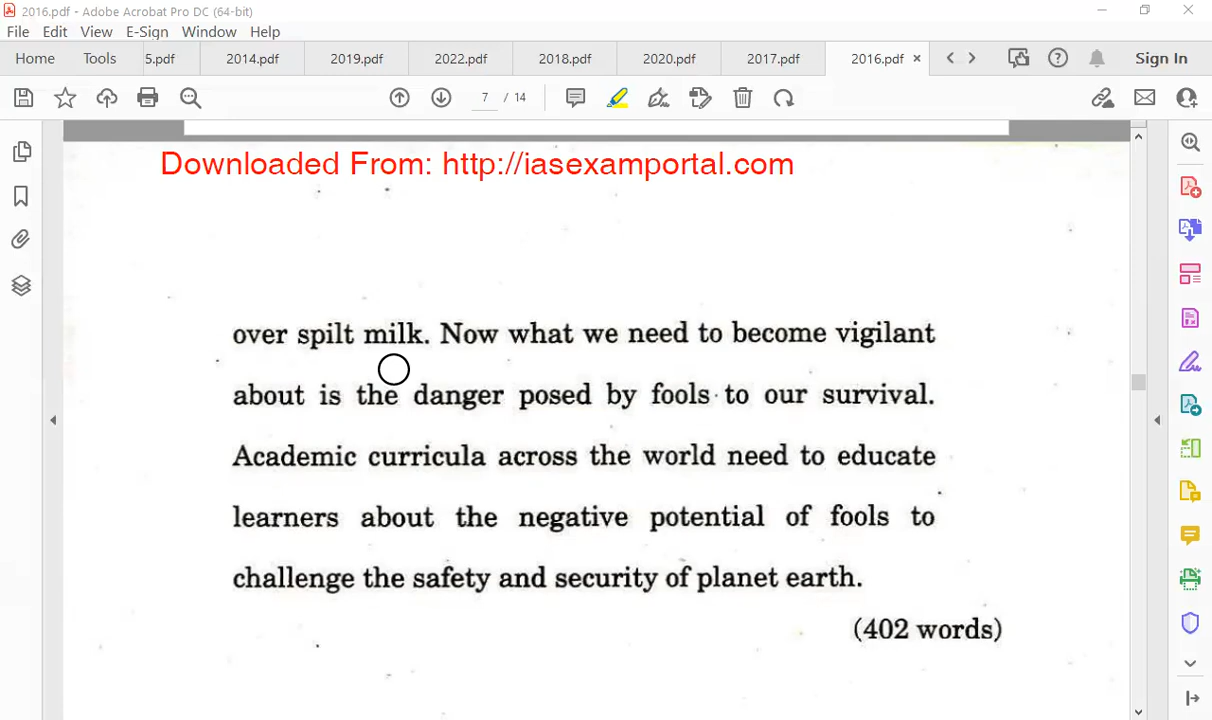 2016.pdf - Adobe Acrobat Pro DC (64-bit)
File Edit View E-Sign Window Help
Home Tools 5.pdf 2014.pdf 2019.pdf 2022.pdf 2018.pdf 2020.pdf 2017.pdf 2016.pdf × Sign In
7 / 14
Downloaded From: http://iasexamportal.com
over spilt milk. Now what we need to become vigilant
about is the danger posed by fools to our survival.
Academic curricula across the world need to educate
learners about the negative potential of fools to
challenge the safety and security of planet earth.
(402 words)